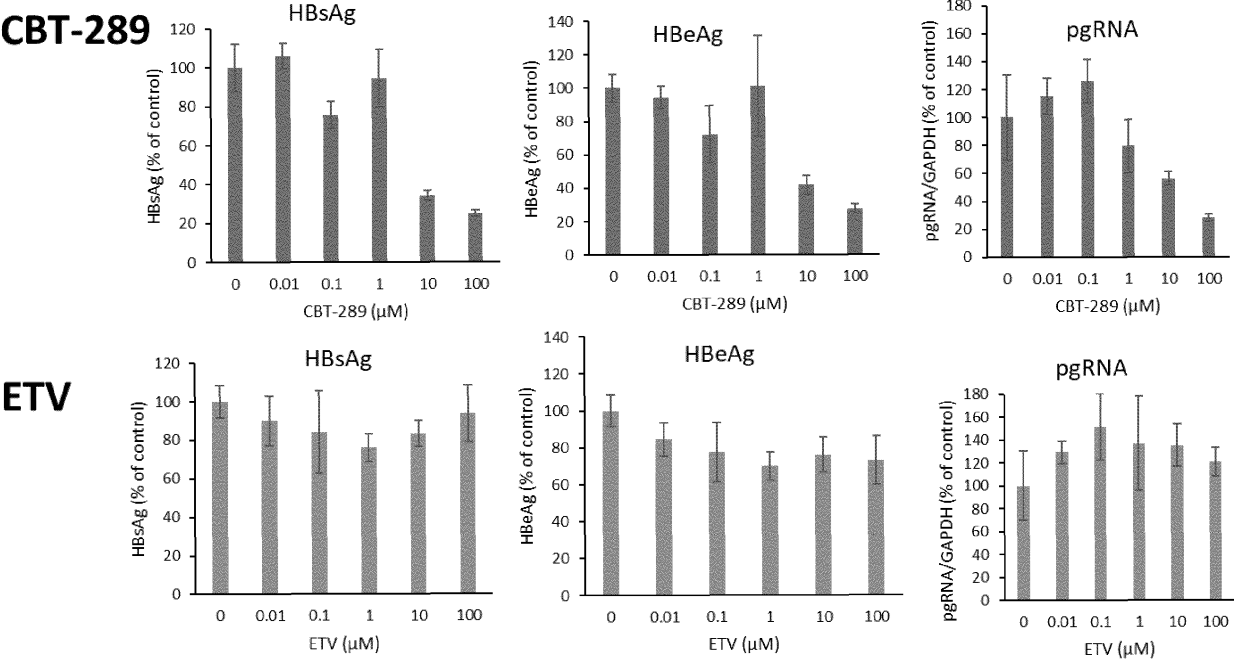 CBT-289
HBsAg
HBsAg (% of control)
120
100
80
60
40
20
0
0 0.01 0.1 1 10 100
CBT-289 (µM)
HBeAg
HBeAg (% of control)
140
120
100
80
60
40
20
0
0 0.01 0.1 1 10 100
CBT-289 (µM)
pgRNA
pgRNA/GAPDH (% of control)
180
160
140
120
100
80
60
40
20
0
0 0.01 0.1 1 10 100
CBT-289 (µM)
ETV
HBsAg
HBsAg (% of control)
120
100
80
60
40
20
0
0 0.01 0.1 1 10 100
ETV (µM)
HBeAg
HBeAg (% of control)
140
120
100
80
60
40
20
0
0 0.01 0.1 1 10 100
ETV (µM)
pgRNA
pgRNA/GAPDH (% of control)
180
160
140
120
100
80
60
40
20
0
0 0.01 0.1 1 10 100
ETV (µM)